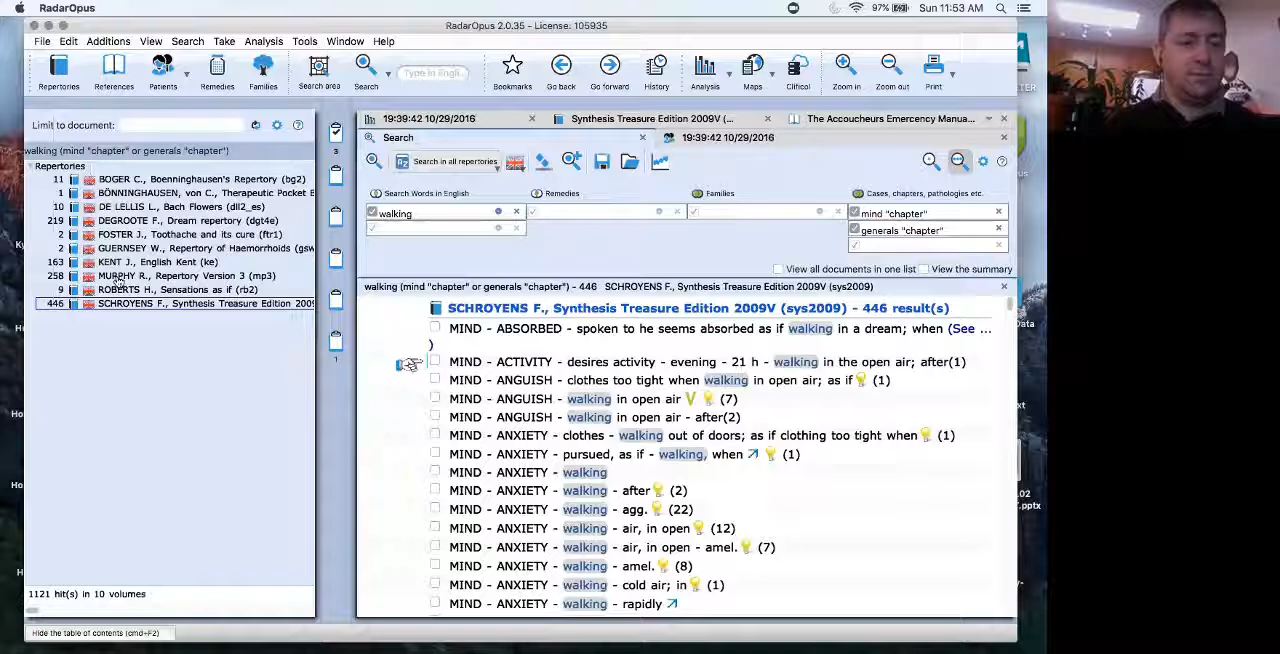 RadarOpus
97%
Sun 11:53 AM
RadarOpus 2.0.35 - License: 105935
File Edit Additions View Search Take Analysis Tools Window Help
Type in Engli...
Repertories References Patients Remedies Families Search area Search Bookmarks Go back Go forward History Analysis Maps Clificol Zoom in Zoom out Print
Limit to document:
walking (mind "chapter" or generals "chapter")
Repertories
11 BOGER C., Boenninghausen's Repertory (bg2)
1 BÖNNINGHAUSEN, von C., Therapeutic Pocket E
10 DE LELLIS L., Bach Flowers (dll2_es)
219 DEGROOTE F., Dream repertory (dgt4e)
2 FOSTER J., Toothache and its cure (ftr1)
2 GUERNSEY W., Repertory of Haemorrhoids (gsw
163 KENT J., English Kent (ke)
258 MURPHY R., Repertory Version 3 (mp3)
9 ROBERTS H., Sensations as if (rb2)
446 SCHROYENS F., Synthesis Treasure Edition 2009
1121 hit(s) in 10 volumes
Hide the table of contents (cmd+F2)
3
1
19:39:42 10/29/2016
Synthesis Treasure Edition 2009V (...
The Accoucheurs Emercency Manua...
Search
19:39:42 10/29/2016
Search in all repertories
Search Words in English
Remedies
Families
Cases, chapters, pathologies etc.
walking
mind "chapter"
generals "chapter"
View all documents in one list
View the summary
walking (mind "chapter" or generals "chapter") - 446 SCHROYENS F., Synthesis Treasure Edition 2009V (sys2009)
SCHROYENS F., Synthesis Treasure Edition 2009V (sys2009) - 446 result(s)
MIND - ABSORBED - spoken to he seems absorbed as if walking in a dream; when (See ...
)
MIND - ACTIVITY - desires activity - evening - 21 h - walking in the open air; after(1)
MIND - ANGUISH - clothes too tight when walking in open air; as if (1)
MIND - ANGUISH - walking in open air V (7)
MIND - ANGUISH - walking in open air - after(2)
MIND - ANXIETY - clothes - walking out of doors; as if clothing too tight when (1)
MIND - ANXIETY - pursued, as if - walking, when (1)
MIND - ANXIETY - walking
MIND - ANXIETY - walking - after (2)
MIND - ANXIETY - walking - agg. (22)
MIND - ANXIETY - walking - air, in open (12)
MIND - ANXIETY - walking - air, in open - amel. (7)
MIND - ANXIETY - walking - amel. (8)
MIND - ANXIETY - walking - cold air; in (1)
MIND - ANXIETY - walking - rapidly
ETER
Data
.02
.pptx